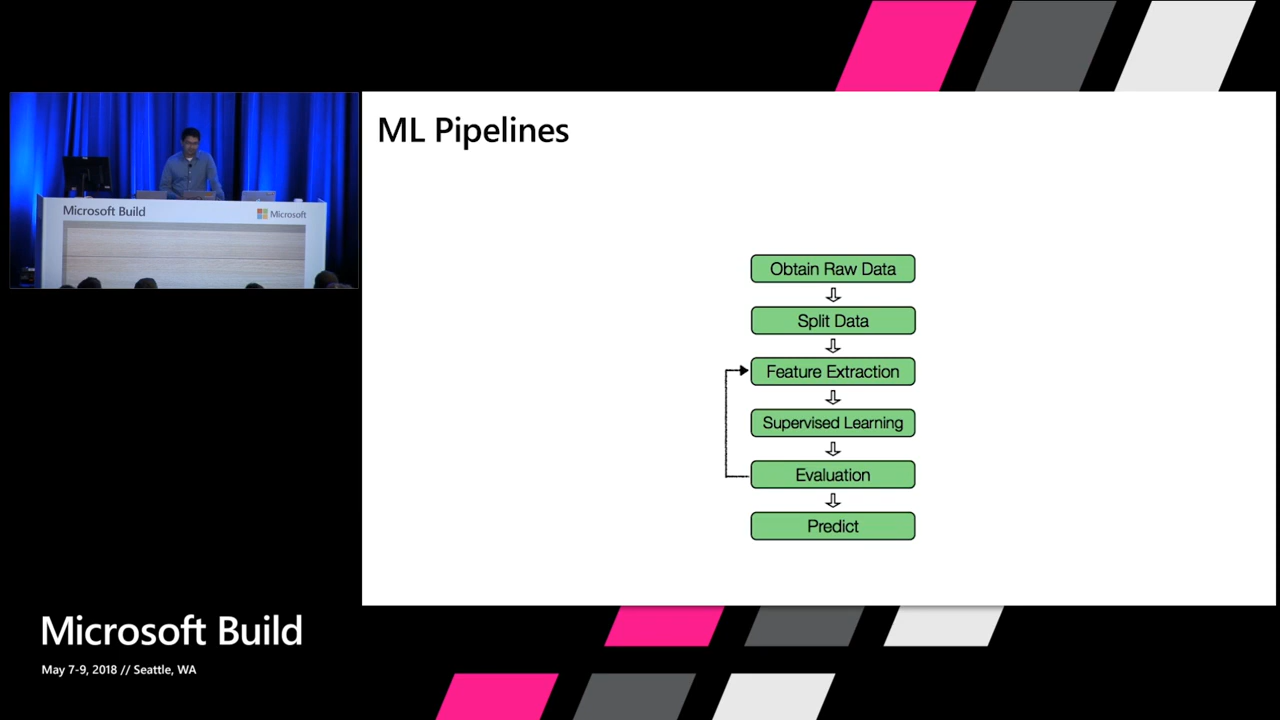 ML Pipelines
Microsoft Build
Microsoft
Obtain Raw Data
Split Data
Feature Extraction
Supervised Learning
Evaluation
Predict
Microsoft Build
May 7-9, 2018 // Seattle, WA